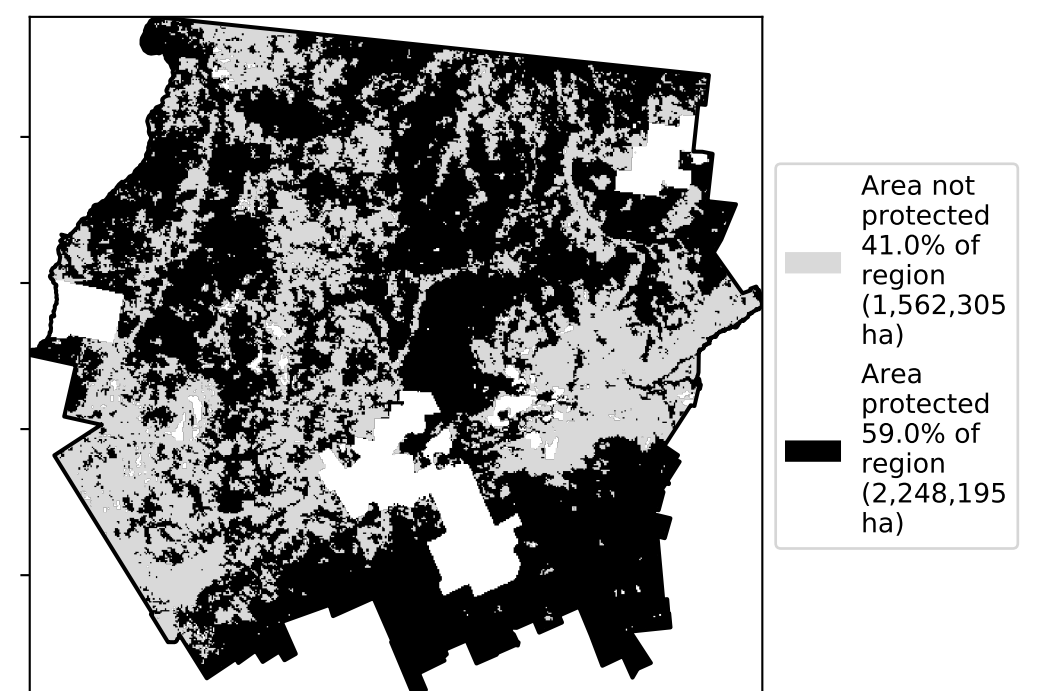 Area not
protected
41.0% of
region
(1,562,305
ha)
Area
protected
59.0% of
region
(2,248,195
ha)